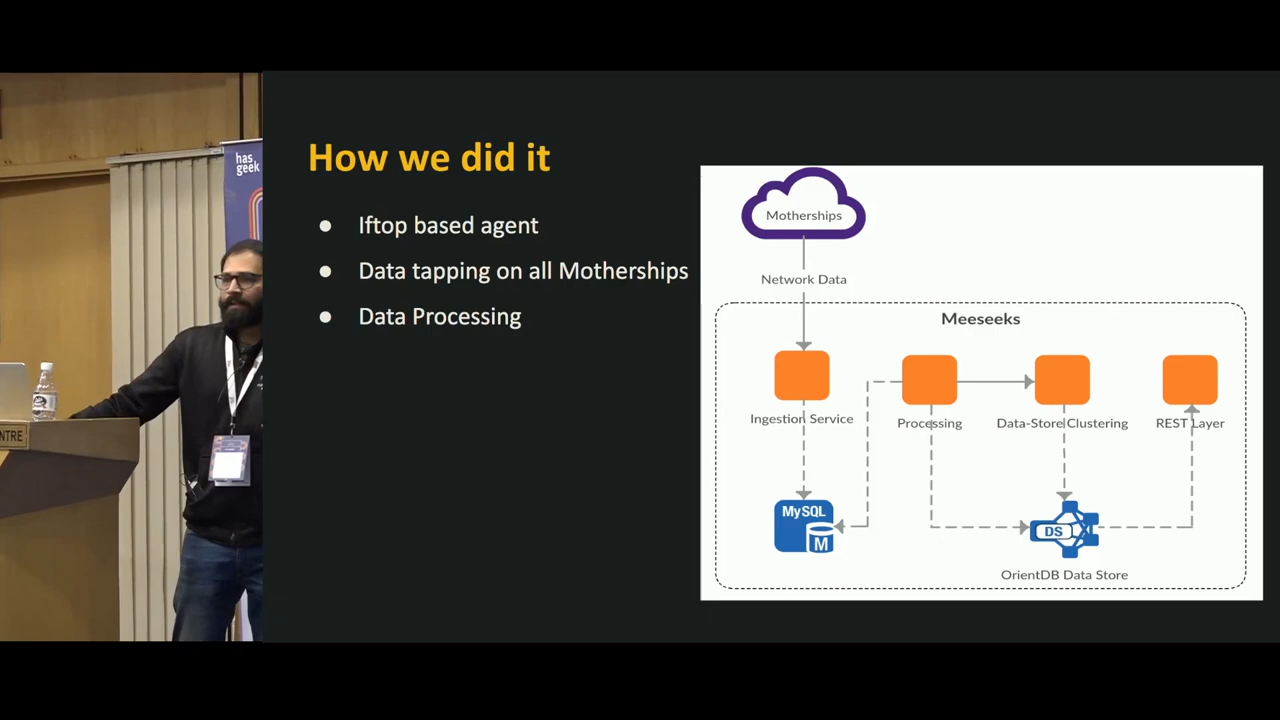 has
geek
NTRE
How we did it
● Iftop based agent
● Data tapping on all Motherships
● Data Processing
Motherships
Network Data
Meeseeks
Ingestion Service
Processing
Data-Store Clustering
REST Layer
MySQL
M
DS
OrientDB Data Store